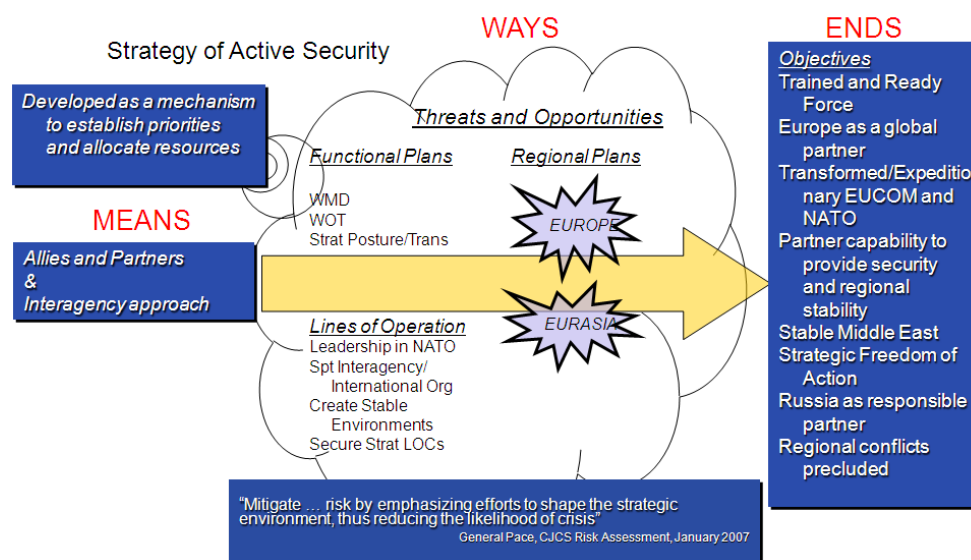 WAYS
ENDS
Strategy of Active Security
Developed as a mechanism
to establish priorities
and allocate resources
MEANS
Allies and Partners
&
Interagency approach
Threats and Opportunities
Functional Plans
WMD
WOT
Strat Posture/Trans
Regional Plans
EUROPE
EURASIA
Lines of Operation
Leadership in NATO
Spt Interagency/
International Org
Create Stable
Environments
Secure Strat LOCs
Objectives
Trained and Ready
Force
Europe as a global
partner
Transformed/Expeditio
nary EUCOM and
NATO
Partner capability to
provide security
and regional
stability
Stable Middle East
Strategic Freedom of
Action
Russia as responsible
partner
Regional conflicts
precluded
“Mitigate … risk by emphasizing efforts to shape the strategic
environment, thus reducing the likelihood of crisis”
General Pace, CJCS Risk Assessment, January 2007